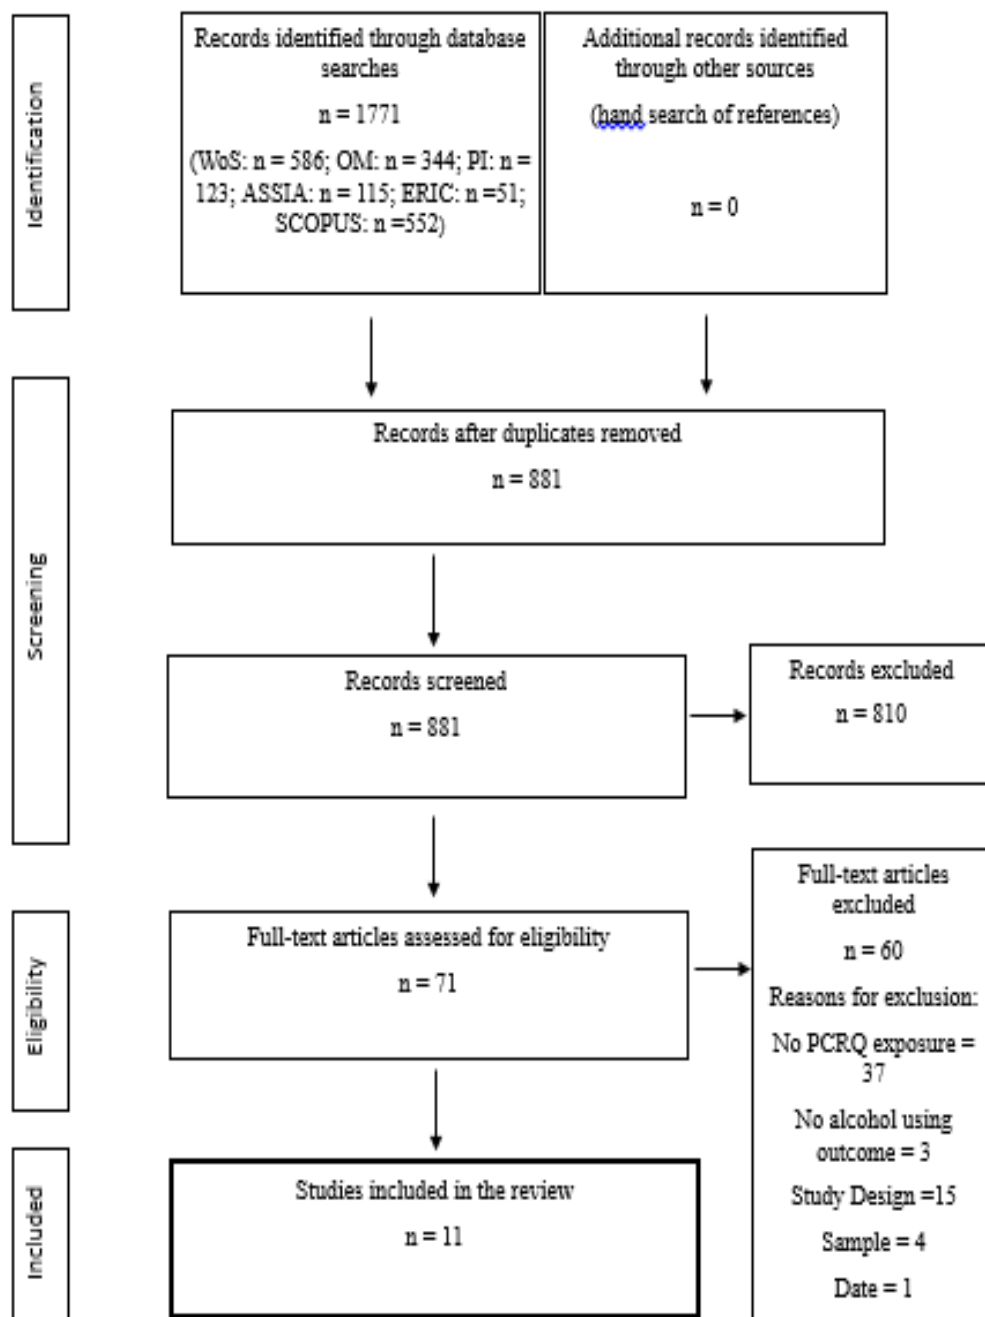 Identification
Records identified through database
searches
n = 1771
(WoS: n = 586; OM: n = 344; PI: n =
123; ASSIA: n = 115; ERIC: n =51;
SCOPUS: n =552)
Additional records identified
through other sources
(hand search of references)
n = 0
Screening
Records after duplicates removed
n = 881
Records screened
n = 881
Records excluded
n = 810
Eligibility
Full-text articles assessed for eligibility
n = 71
Full-text articles
excluded
n = 60
Reasons for exclusion:
No PCRQ exposure =
37
No alcohol using
outcome = 3
Study Design =15
Sample = 4
Date = 1
Included
Studies included in the review
n = 11